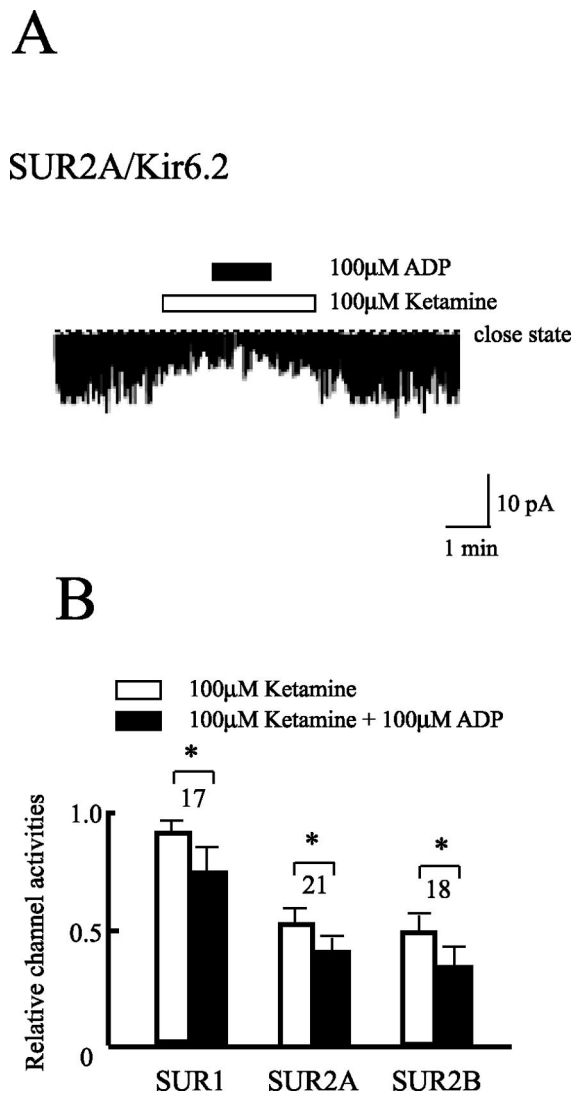 A
SUR2A/Kir6.2
100μM ADP
100μM Ketamine
close state
10 pA
1 min
B
100μM Ketamine
100μM Ketamine + 100μM ADP
Relative channel activities
1.0
0.5
0
*
17
*
21
*
18
SUR1 SUR2A SUR2B